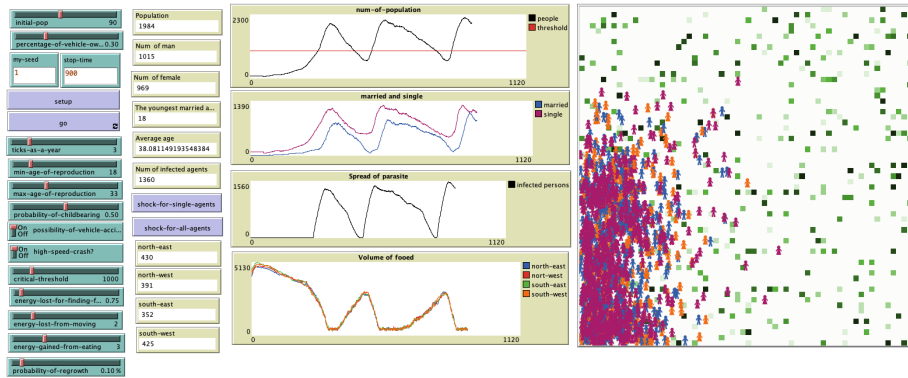 initial-pop 90
percentage-of-vehicle-ow... 0.30
my-seed
1
stop-time
900
setup
go
ticks-as-a-year 3
min-age-of-reproduction 18
max-age-of-reproduction 33
probability-of-childbearing 0.50
On
Off
possibility-of-vehicle-acci...
On
Off
high-speed-crash?
critical-threshold 1000
energy-lost-for-finding-f... 0.75
energy-lost-from-moving 2
energy-gained-from-eating 3
probability-of-regrowth 0.10 %
Population
1984
Num of man
1015
Num of female
969
The youngest married a...
18
Average age
38.081149193548384
Num of infected agents
1360
shock-for-single-agents
shock-for-all-agents
north-east
430
north-west
391
south-east
352
south-west
425
num-of-population
2300
0
0
1120
people
threshold
married and single
1390
0
0
1120
married
single
Spread of parasite
1560
0
0
1120
infected persons
Volume of fooed
5130
0
0
1120
north-east
nort-west
south-east
south-west